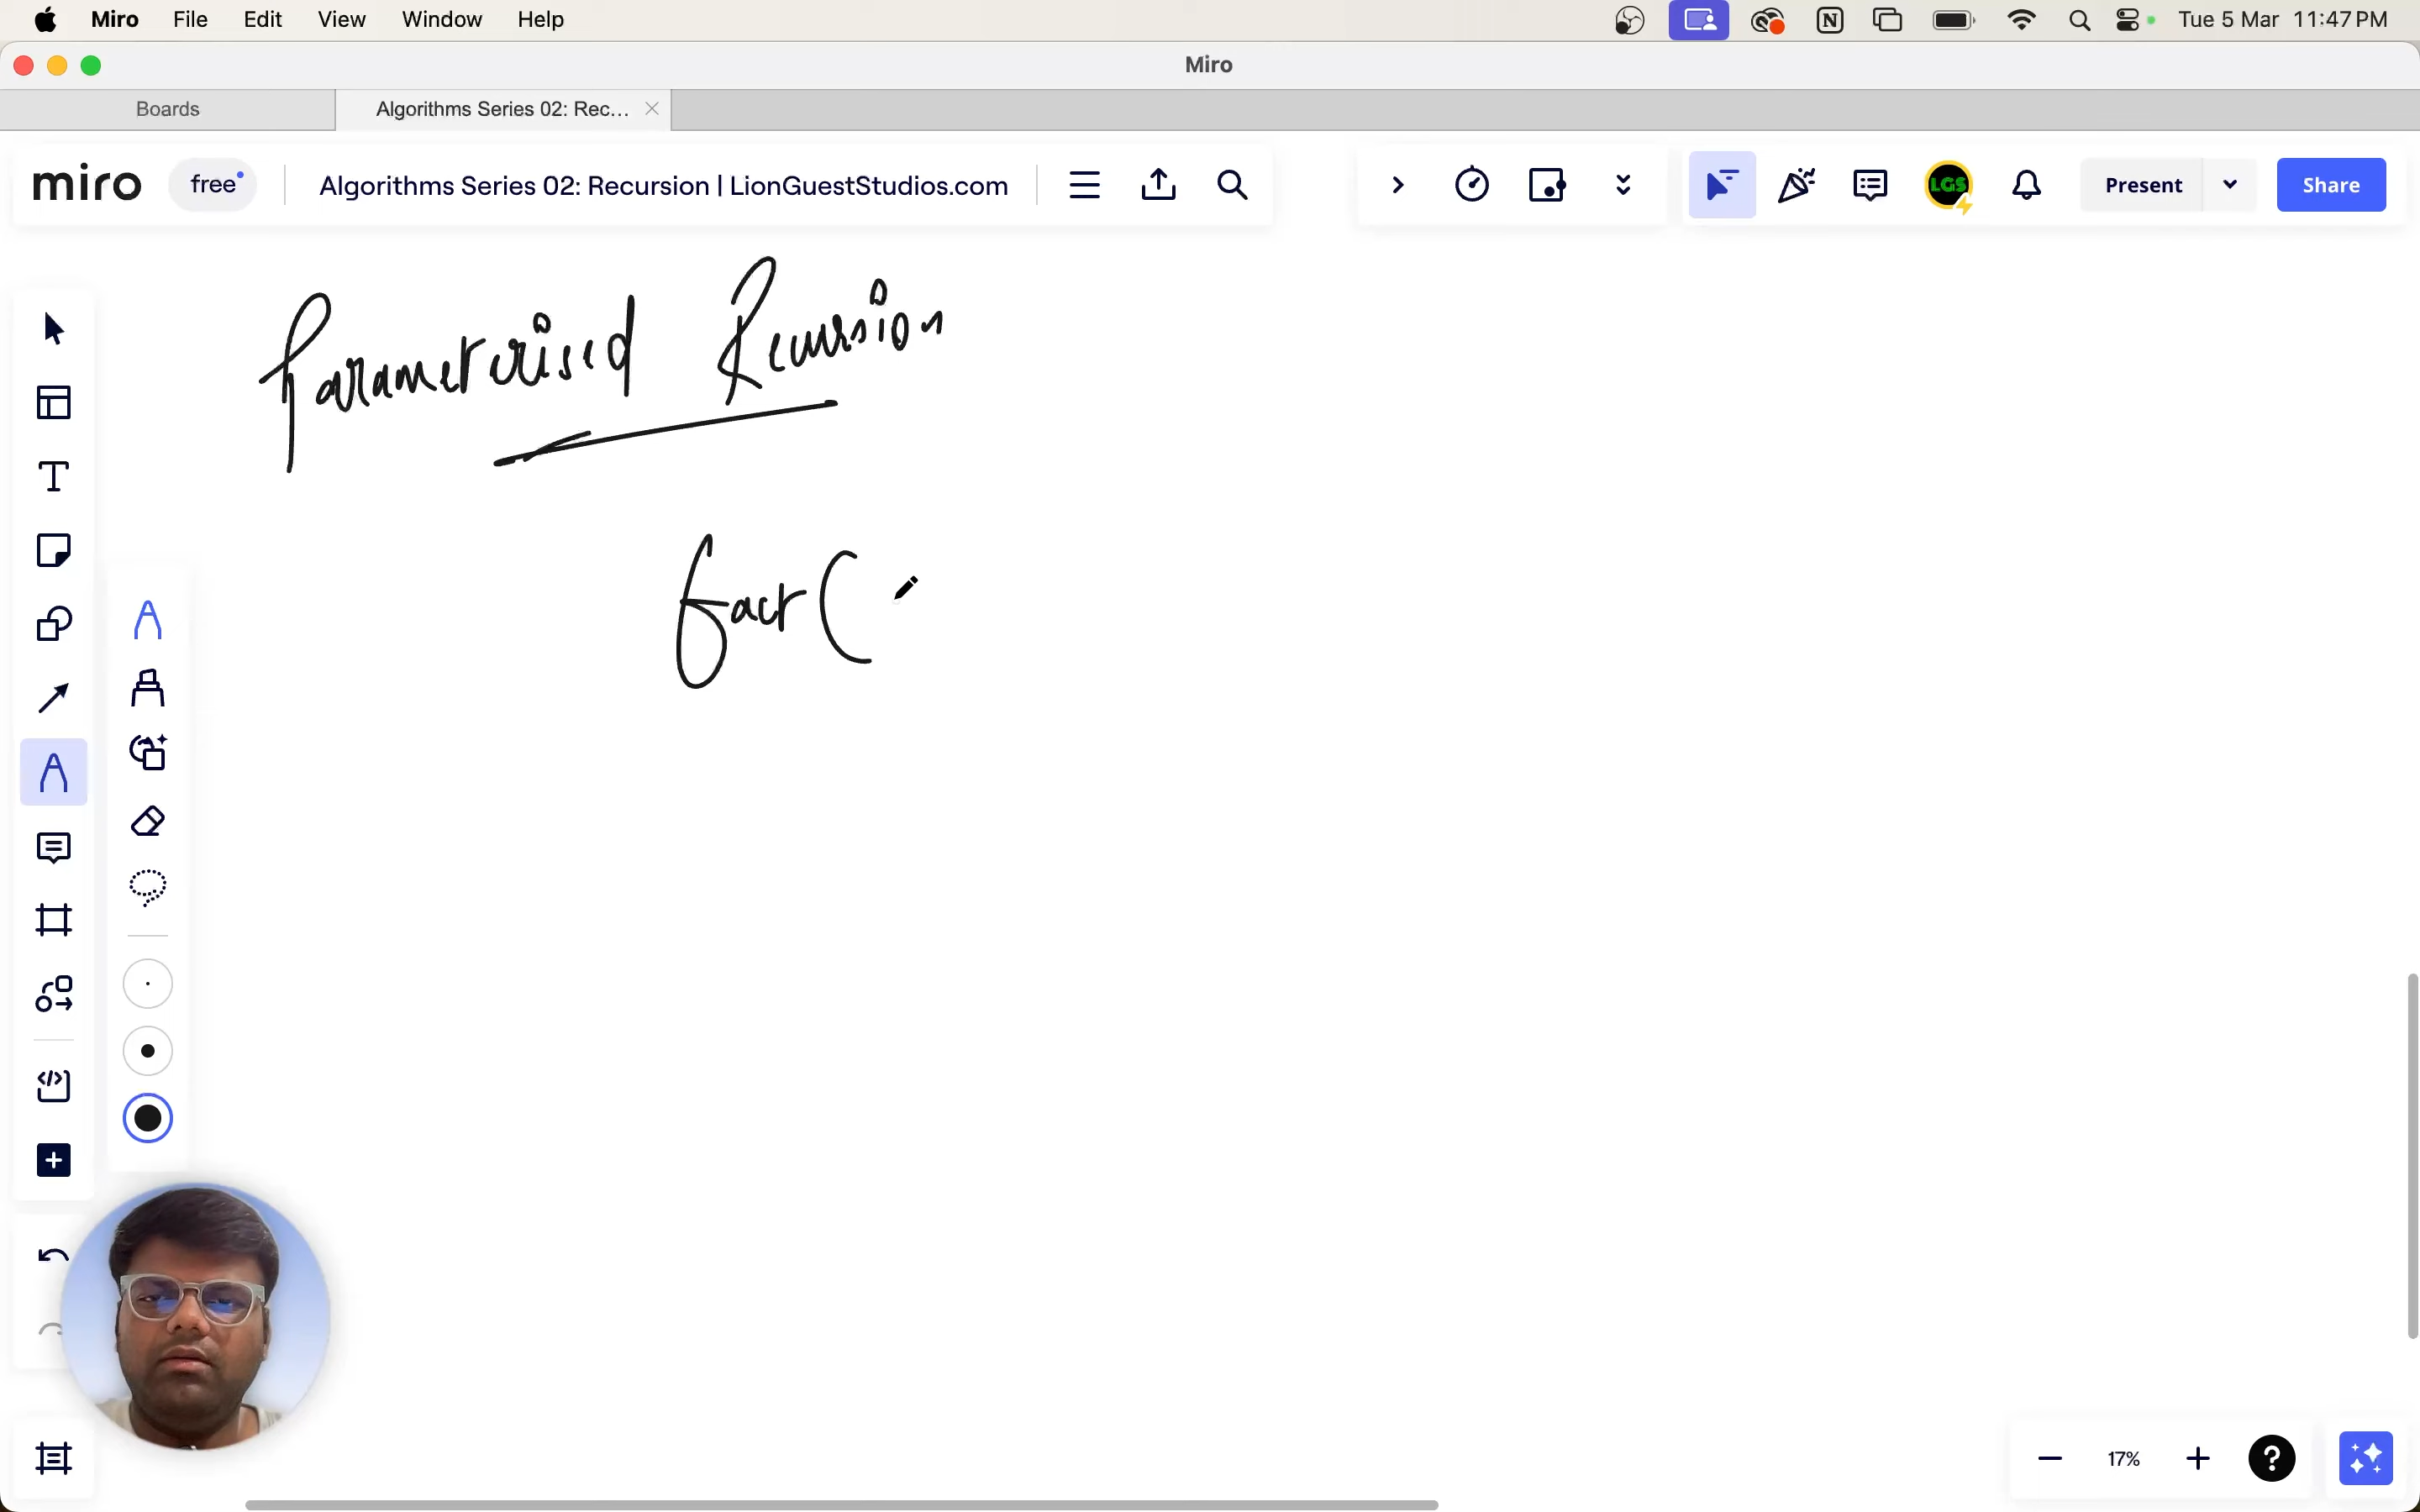 Miro File Edit View Window Help Tue 5 Mar 11:47 PM
Miro
Boards Algorithms Series 02: Rec...
miro free Algorithms Series 02: Recursion | LionGuestStudios.com LGS Present Share
Parameterised Recursion
fact(
17%